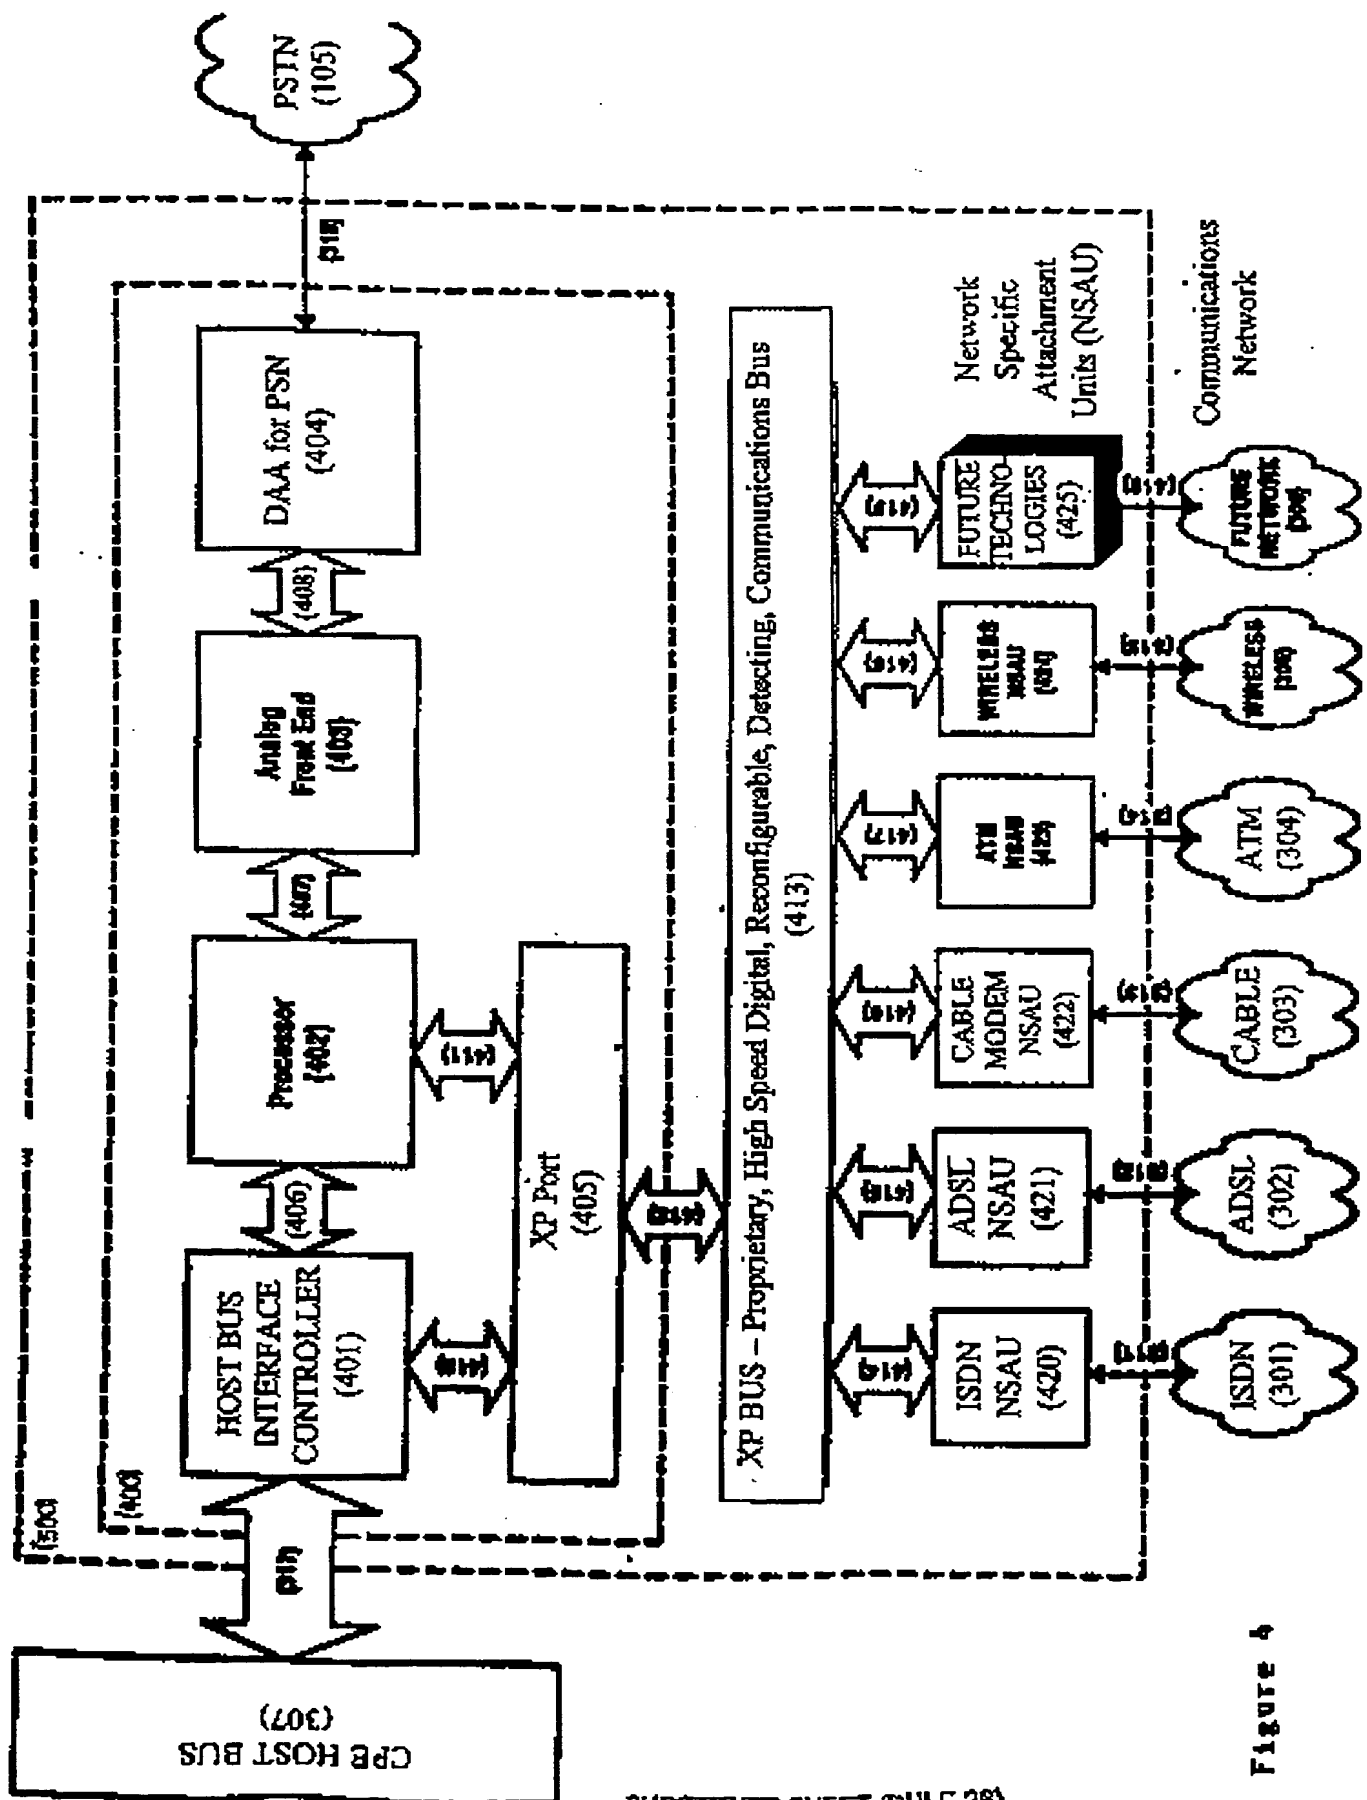 CPE HOST BUS
(307)
(400)
HOST BUS
INTERFACE
CONTROLLER
(401)
(406)
Processor
(402)
(407)
Analog
Front End
(403)
(408)
DAA for PSN
(404)
PSTN
(105)
(411)
XP Port
(405)
XP BUS – Proprietary, High Speed Digital, Reconfigurable, Detecting, Communications Bus
(413)
(414)
(417)
ISDN
NSAU
(420)
ADSL
NSAU
(421)
CABLE
MODEM
NSAU
(422)
ATM
NSAU
(423)
WIRELESS
NSAU
FUTURE
TECHNO
LOGIES
(425)
Network
Specific
Attachment
Units (NSAU)
ISDN
(301)
ADSL
(302)
CABLE
(303)
ATM
(304)
WIRELESS
FUTURE
NETWORK
Communications
Network
Figure 4